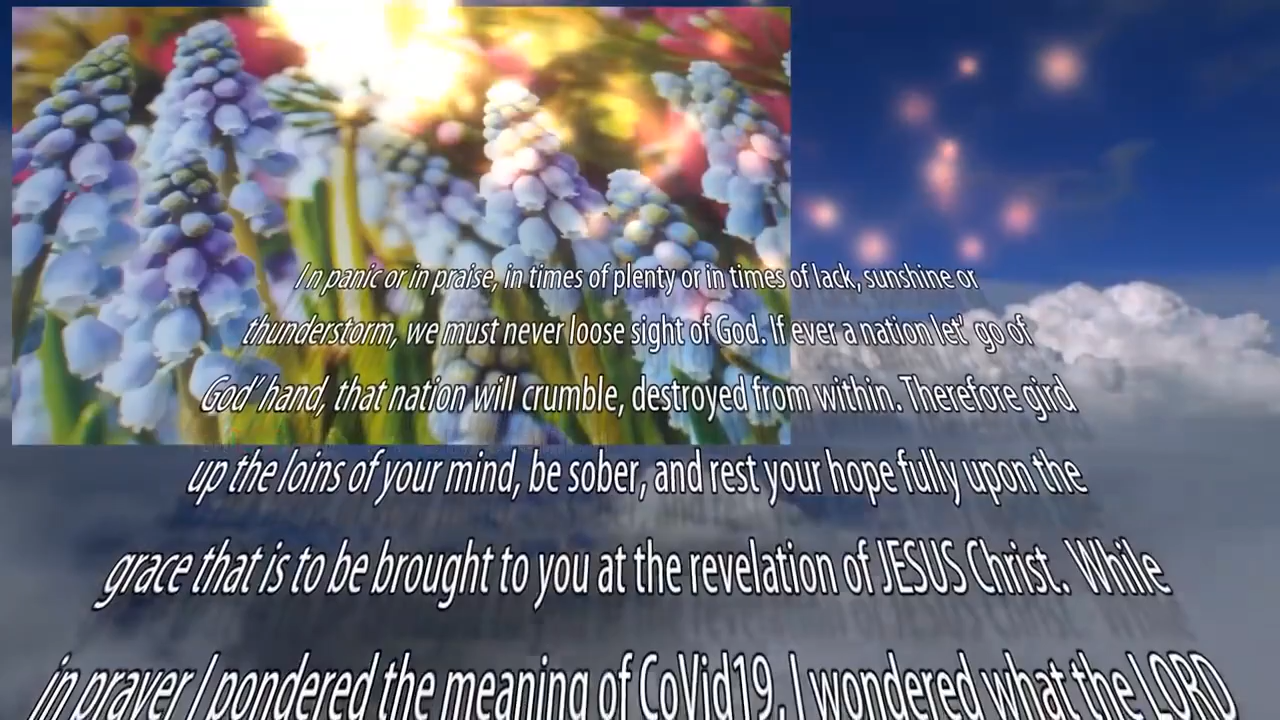 In panic or in praise, in times of plenty or in times of lack, sunshine or
thunderstorm, we must never loose sight of God. If ever a nation let' go of
God' hand, that nation will crumble, destroyed from within. Therefore gird
up the loins of your mind, be sober, and rest your hope fully upon the
grace that is to be brought to you at the revelation of JESUS Christ. While
in prayer I pondered the meaning of CoVid19, I wondered what the LORD